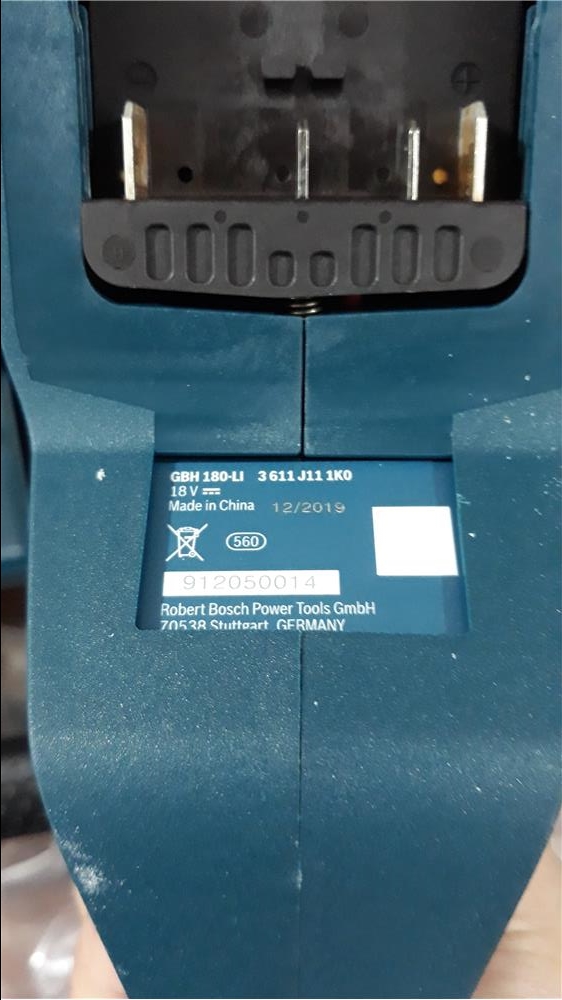 GBH 180-LI 3 611 J11 1K0
18 V
Made in China 12/2019
560
912050014
Robert Bosch Power Tools GmbH
70538 Stuttgart, GERMANY